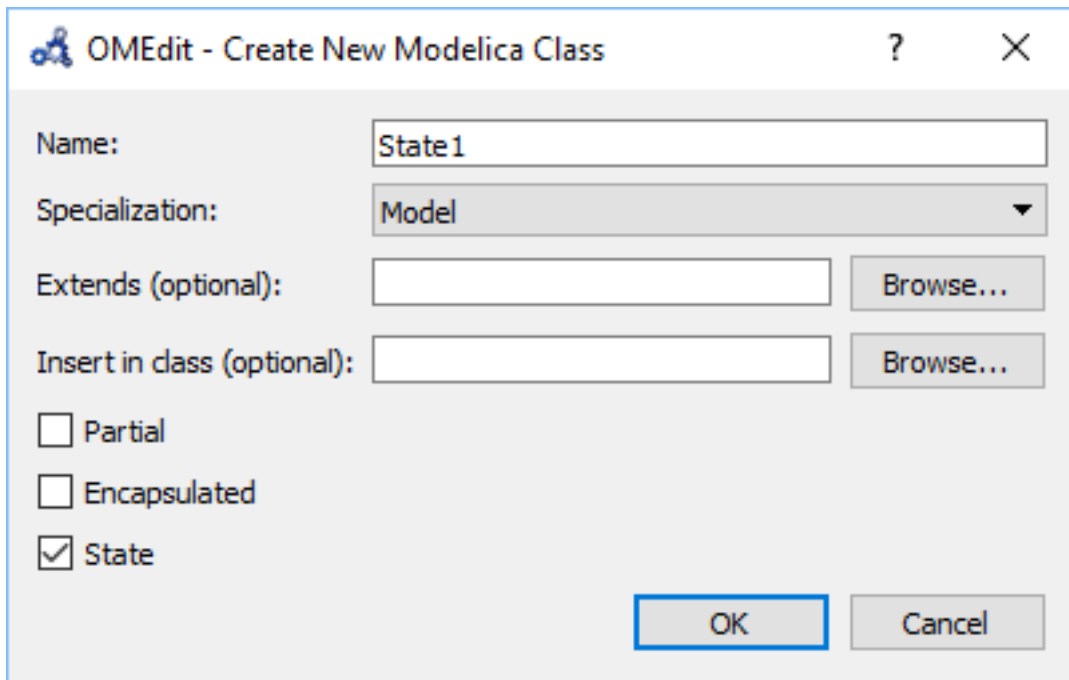 OMEdit - Create New Modelica Class ?
Name: State1
Specialization: Model
Extends (optional): Browse...
Insert in class (optional): Browse...
Partial
Encapsulated
State
OK Cancel